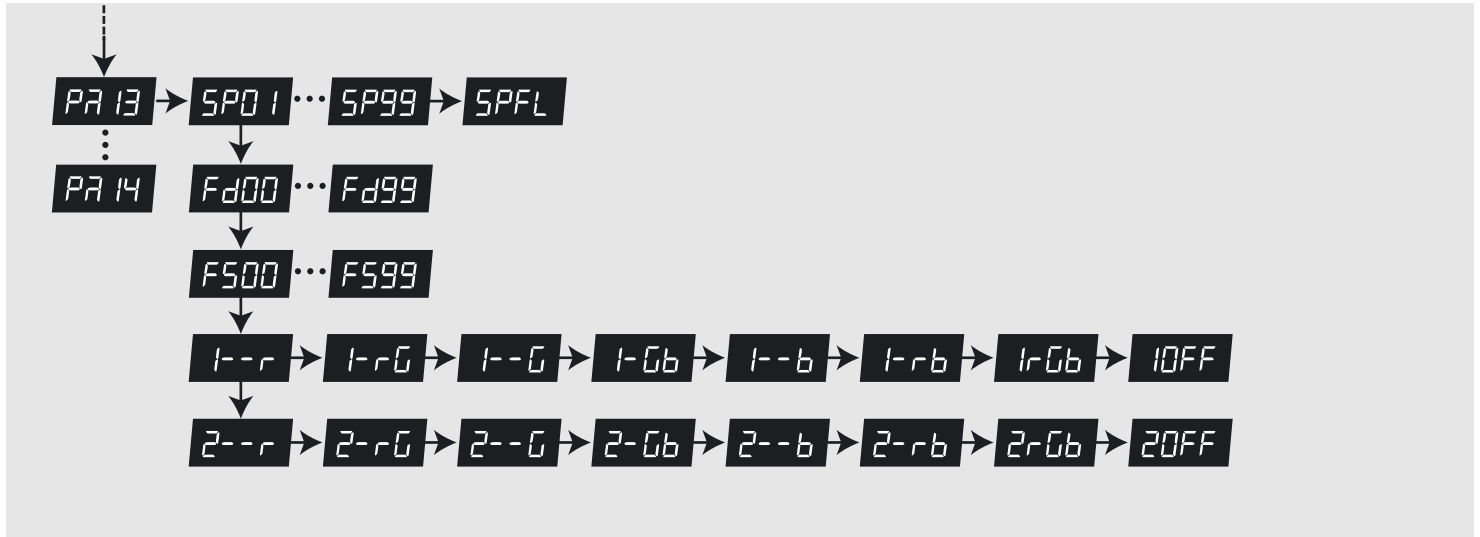 PA13 SP01 ... SP99 SPFL
PA14 Fd00 ... Fd99
FS00 ... FS99
1--r 1-rG 1--G 1-Gb 1--b 1-rb 1rGb 1OFF
2--r 2-rG 2--G 2-Gb 2--b 2-rb 2rGb 2OFF